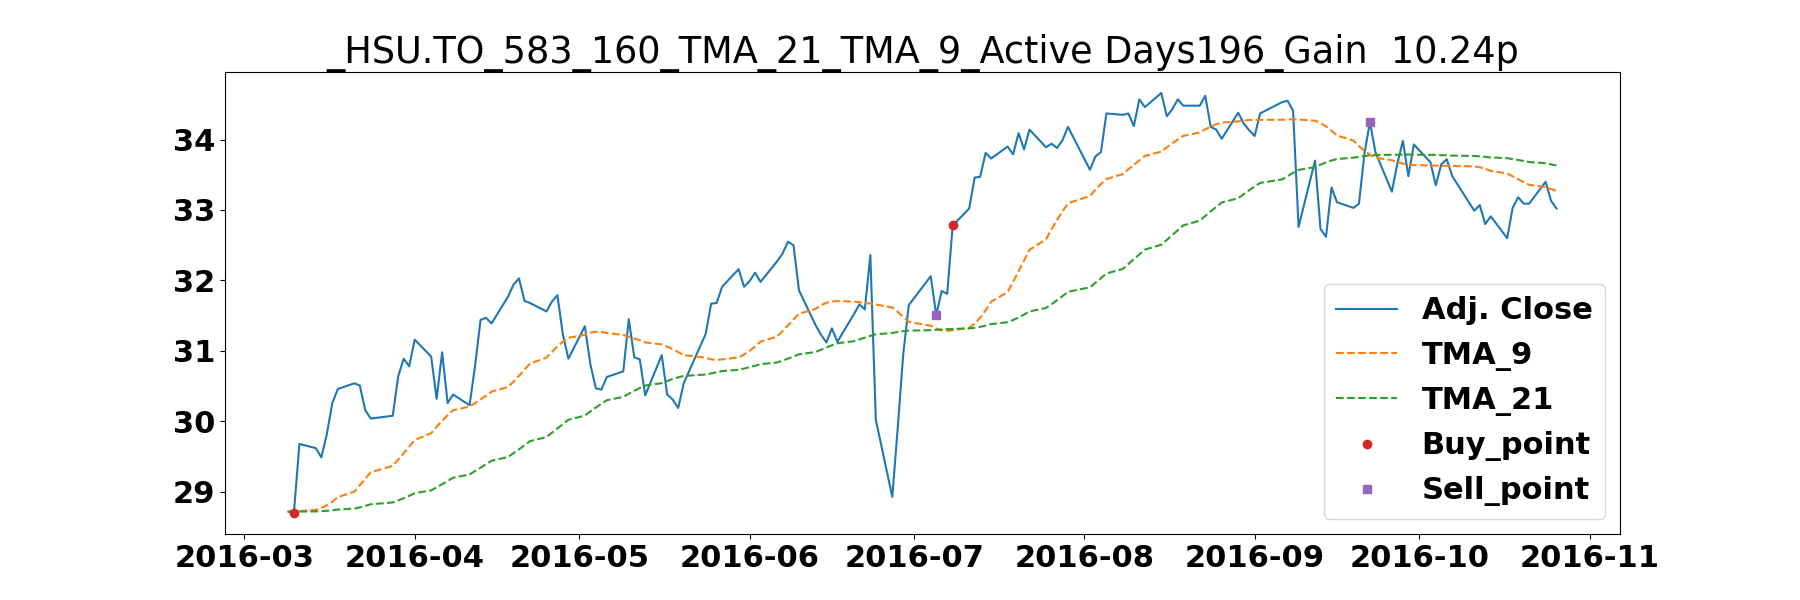 _HSU.TO_583_160_TMA_21_TMA_9_Active Days196_Gain  10.24p
34
33
32
31
30
29
Adj. Close
TMA_9
TMA_21
Buy_point
Sell_point
2016-03 2016-04 2016-05 2016-06 2016-07 2016-08 2016-09 2016-10 2016-11